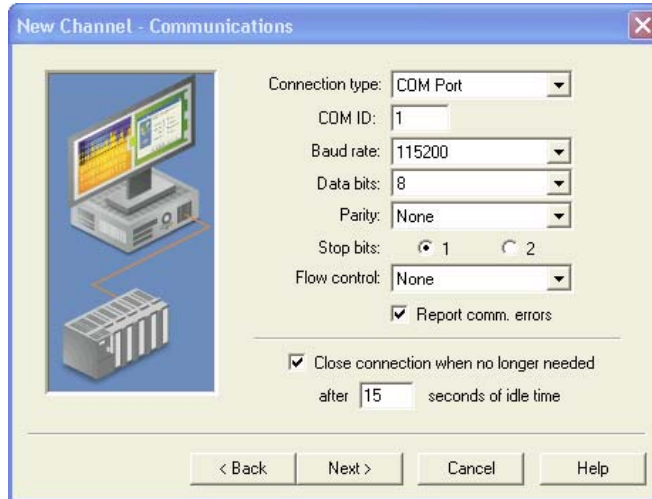 New Channel - Communications
Connection type: COM Port
COM ID: 1
Baud rate: 115200
Data bits: 8
Parity: None
Stop bits: 1 2
Flow control: None
Report comm. errors
Close connection when no longer needed
after 15 seconds of idle time
< Back Next > Cancel Help